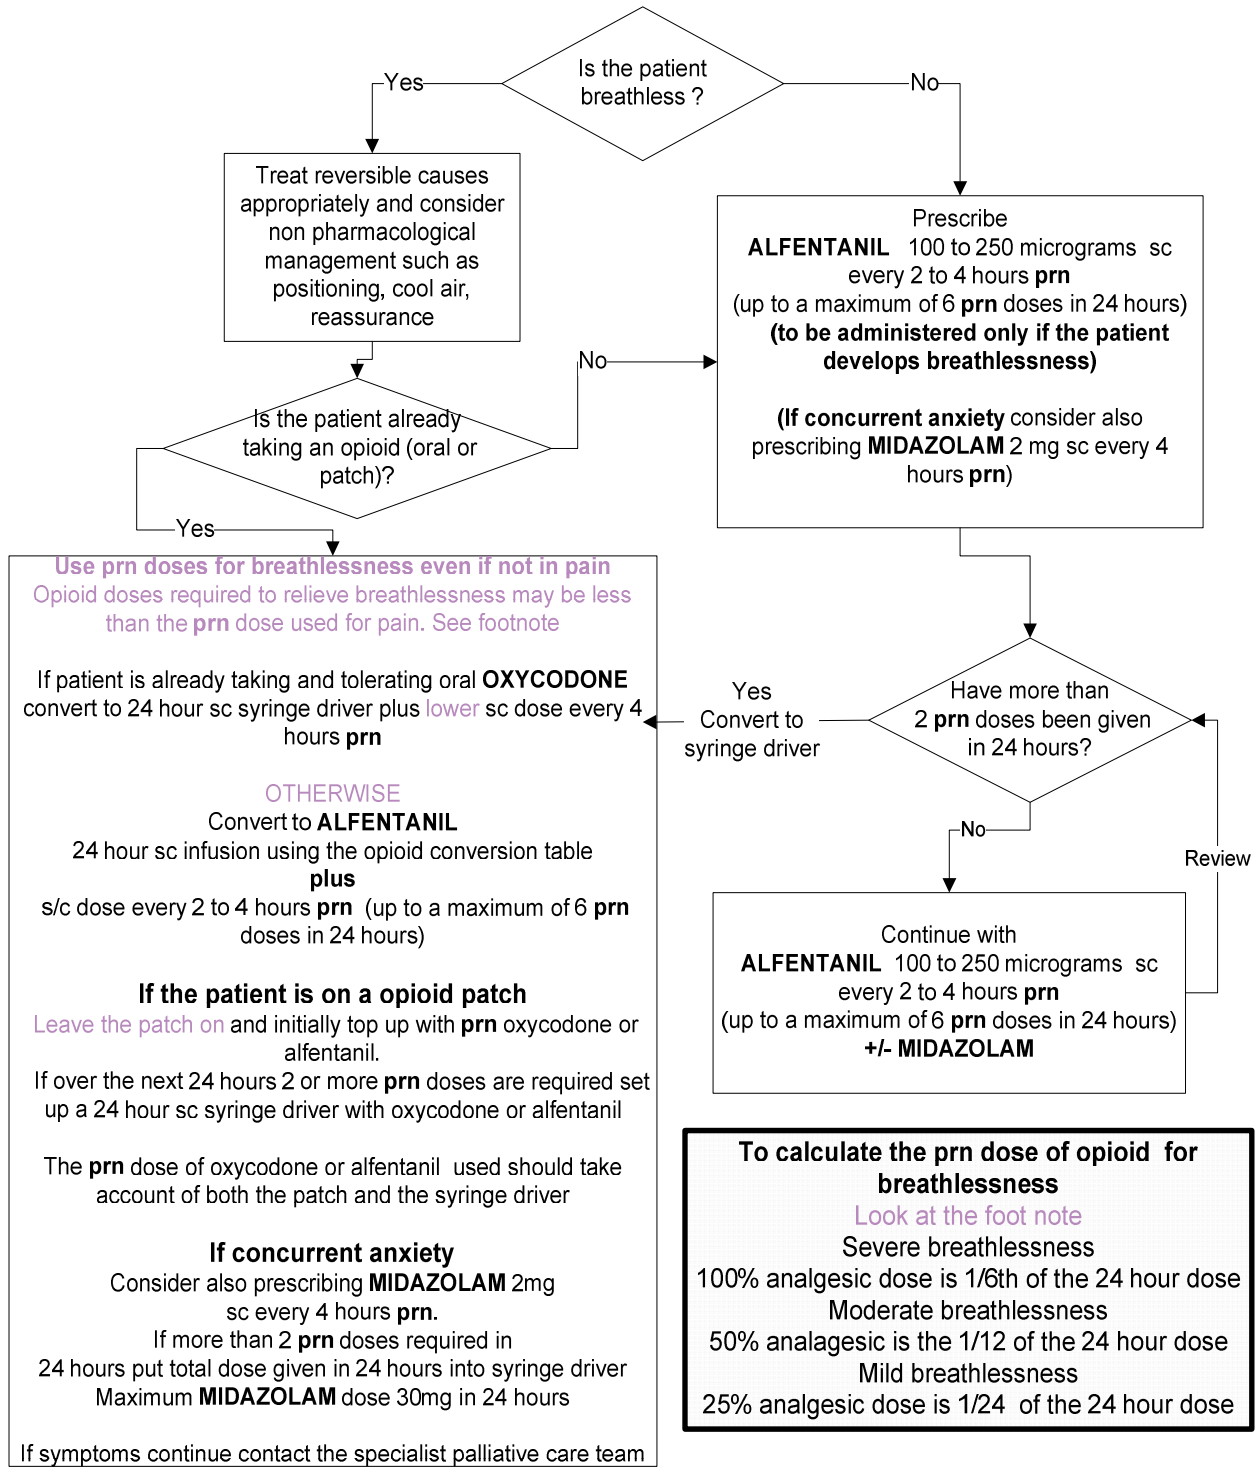 Is the patient
breathless ?
Yes
No
Treat reversible causes
appropriately and consider
non pharmacological
management such as
positioning, cool air,
reassurance
Prescribe
ALFENTANIL 100 to 250 micrograms sc
every 2 to 4 hours prn
(up to a maximum of 6 prn doses in 24 hours)
(to be administered only if the patient
develops breathlessness)
(If concurrent anxiety consider also
prescribing MIDAZOLAM 2 mg sc every 4
hours prn)
No
Is the patient already
taking an opioid (oral or
patch)?
Yes
Use prn doses for breathlessness even if not in pain
Opioid doses required to relieve breathlessness may be less
than the prn dose used for pain. See footnote
If patient is already taking and tolerating oral OXYCODONE
convert to 24 hour sc syringe driver plus lower sc dose every 4
hours prn
OTHERWISE
Convert to ALFENTANIL
24 hour sc infusion using the opioid conversion table
plus
s/c dose every 2 to 4 hours prn (up to a maximum of 6 prn
doses in 24 hours)
If the patient is on a opioid patch
Leave the patch on and initially top up with prn oxycodone or
alfentanil.
If over the next 24 hours 2 or more prn doses are required set
up a 24 hour sc syringe driver with oxycodone or alfentanil
The prn dose of oxycodone or alfentanil used should take
account of both the patch and the syringe driver
If concurrent anxiety
Consider also prescribing MIDAZOLAM 2mg
sc every 4 hours prn.
If more than 2 prn doses required in
24 hours put total dose given in 24 hours into syringe driver
Maximum MIDAZOLAM dose 30mg in 24 hours
If symptoms continue contact the specialist palliative care team
Yes
Convert to
syringe driver
Have more than
2 prn doses been given
in 24 hours?
No
Review
Continue with
ALFENTANIL 100 to 250 micrograms sc
every 2 to 4 hours prn
(up to a maximum of 6 prn doses in 24 hours)
+/- MIDAZOLAM
To calculate the prn dose of opioid for
breathlessness
Look at the foot note
Severe breathlessness
100% analgesic dose is 1/6th of the 24 hour dose
Moderate breathlessness
50% analagesic is the 1/12 of the 24 hour dose
Mild breathlessness
25% analgesic dose is 1/24 of the 24 hour dose